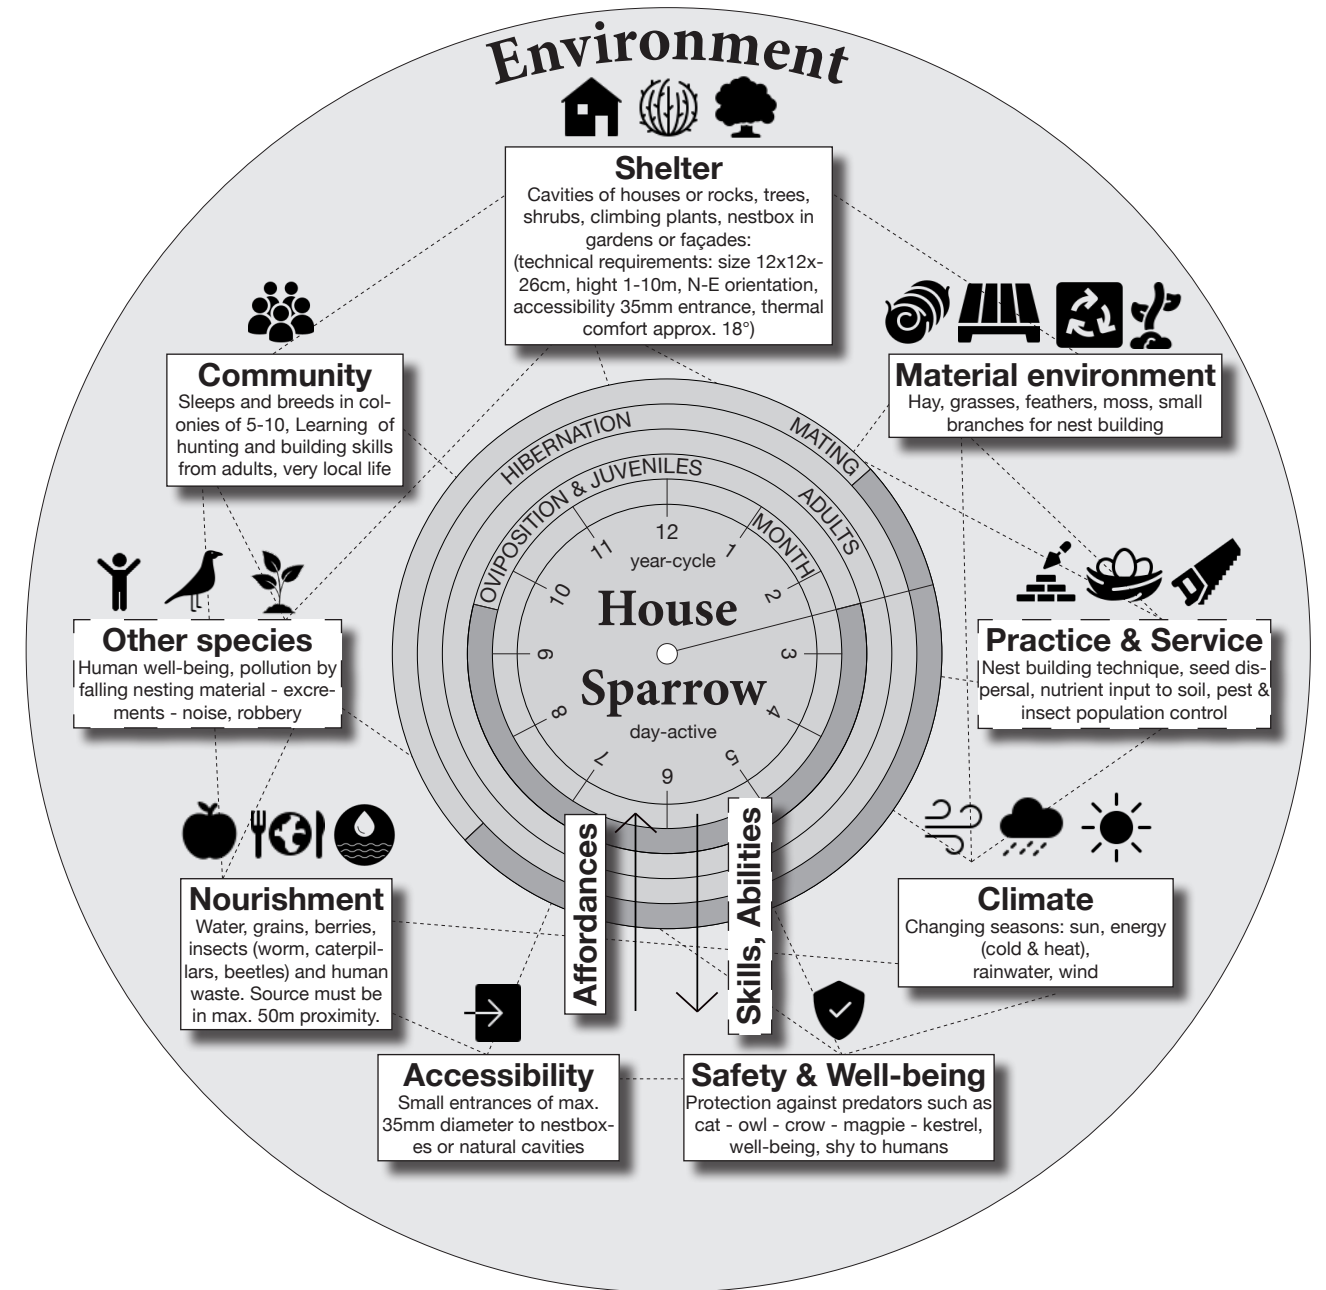 Environment
Shelter
Cavities of houses or rocks, trees,
shrubs, climbing plants, nestbox in
gardens or façades:
(technical requirements: size 12x12x-
26cm, hight 1-10m, N-E orientation,
accessibility 35mm entrance, thermal
comfort approx. 18°)
Community
Sleeps and breeds in col-
onies of 5-10, Learning of
hunting and building skills
from adults, very local life
Material environment
Hay, grasses, feathers, moss, small
branches for nest building
HIBERNATION
MATING
OVIPOSITION & JUVENILES
ADULTS
MONTH
12
1
2
3
4
5
6
7
8
9
10
11
year-cycle
House
Sparrow
day-active
Other species
Human well-being, pollution by
falling nesting material - excre-
ments - noise, robbery
Practice & Service
Nest building technique, seed dis-
persal, nutrient input to soil, pest &
insect population control
Affordances
Skills, Abilities
Nourishment
Water, grains, berries,
insects (worm, caterpil-
lars, beetles) and human
waste. Source must be
in max. 50m proximity.
Climate
Changing seasons: sun, energy
(cold & heat),
rainwater, wind
Accessibility
Small entrances of max.
35mm diameter to nestbox-
es or natural cavities
Safety & Well-being
Protection against predators such as
cat - owl - crow - magpie - kestrel,
well-being, shy to humans